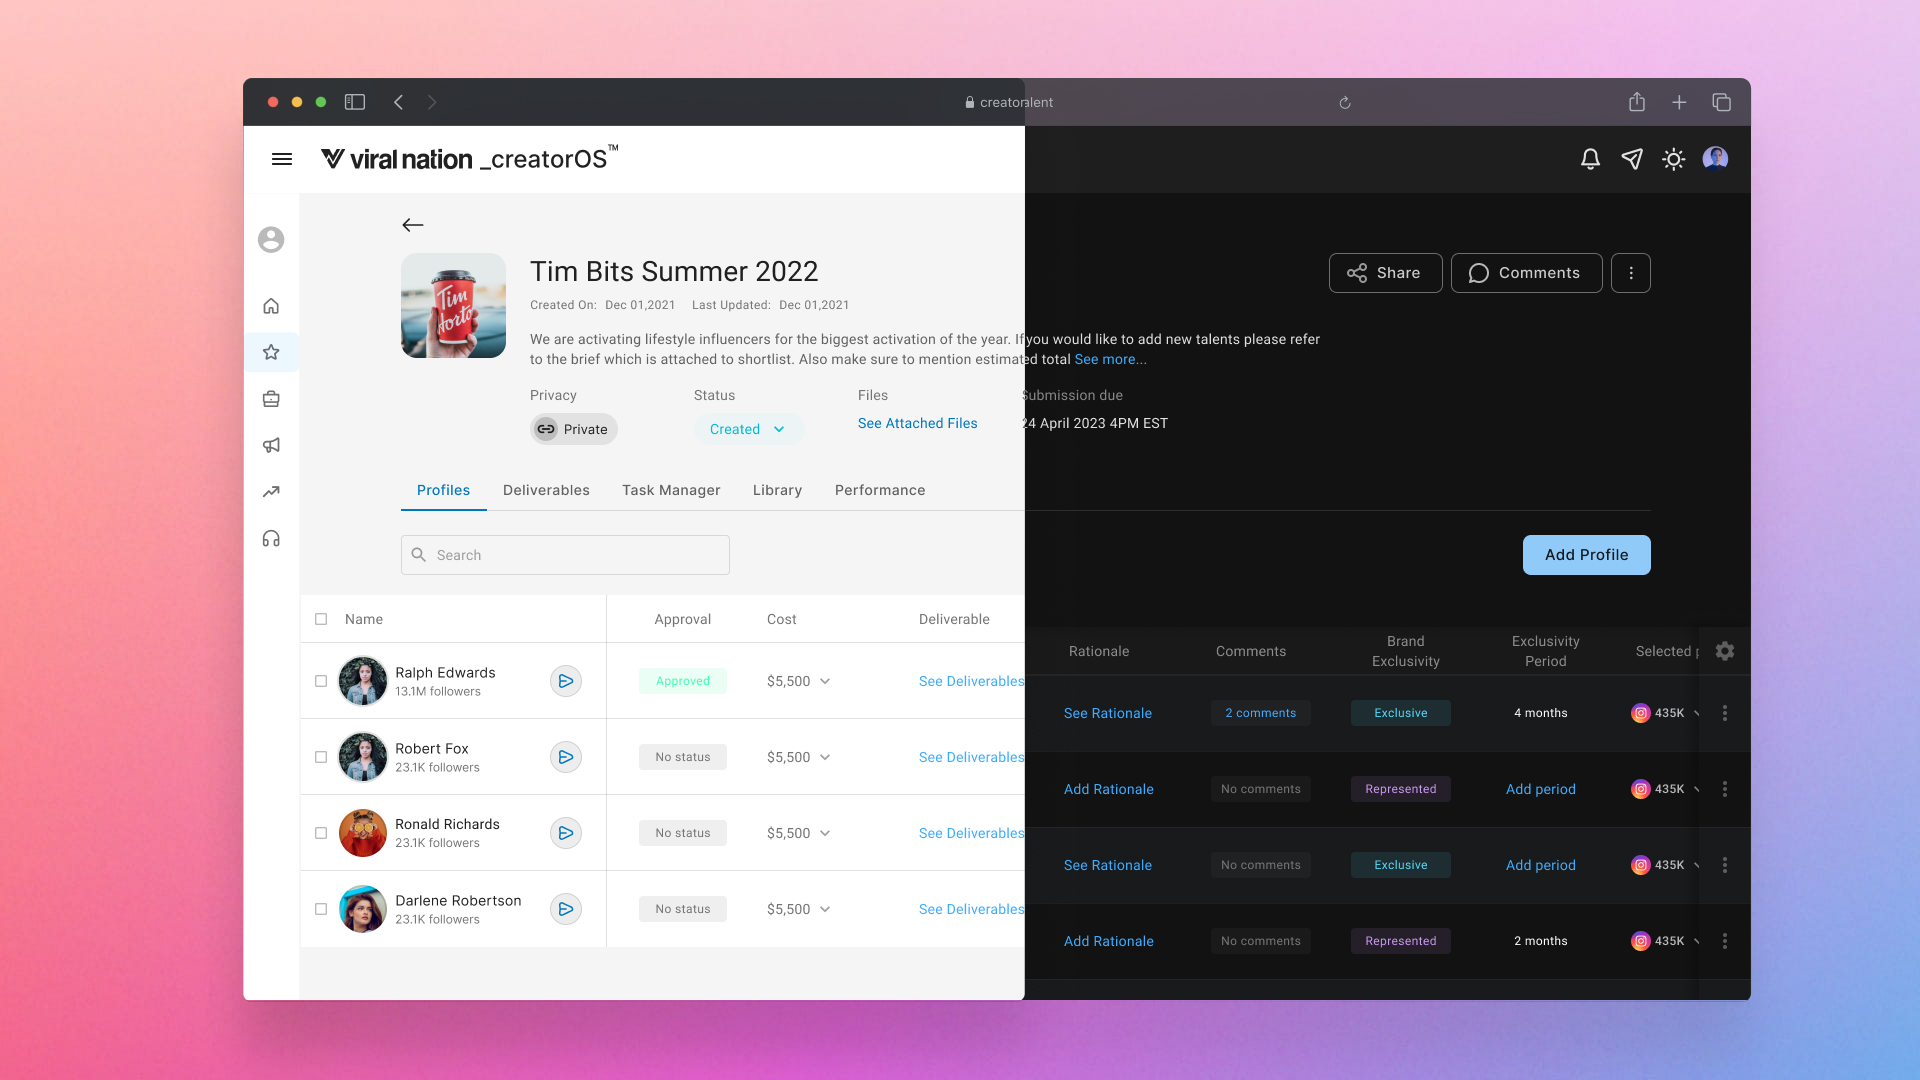 creatoralent
viral nation _creatorOS™
Tim Bits Summer 2022
Share
Comments
Created On: Dec 01,2021 Last Updated: Dec 01,2021
We are activating lifestyle influencers for the biggest activation of the year. If you would like to add new talents please refer
to the brief which is attached to shortlist. Also make sure to mention estimated total See more...
Privacy Status Files Submission due
Private Created See Attached Files 24 April 2023 4PM EST
Tim
Horto
Profiles Deliverables Task Manager Library Performance
Search
Add Profile
Name Approval Cost Deliverable
Rationale Comments Brand Exclusivity Exclusivity Period Selected p
Ralph Edwards
13.1M followers
Approved $5,500 See Deliverables
See Rationale 2 comments Exclusive 4 months 435K
Robert Fox
23.1K followers
No status $5,500 See Deliverables
Add Rationale No comments Represented Add period 435K
Ronald Richards
23.1K followers
No status $5,500 See Deliverables
See Rationale No comments Exclusive Add period 435K
Darlene Robertson
23.1K followers
No status $5,500 See Deliverables
Add Rationale No comments Represented 2 months 435K